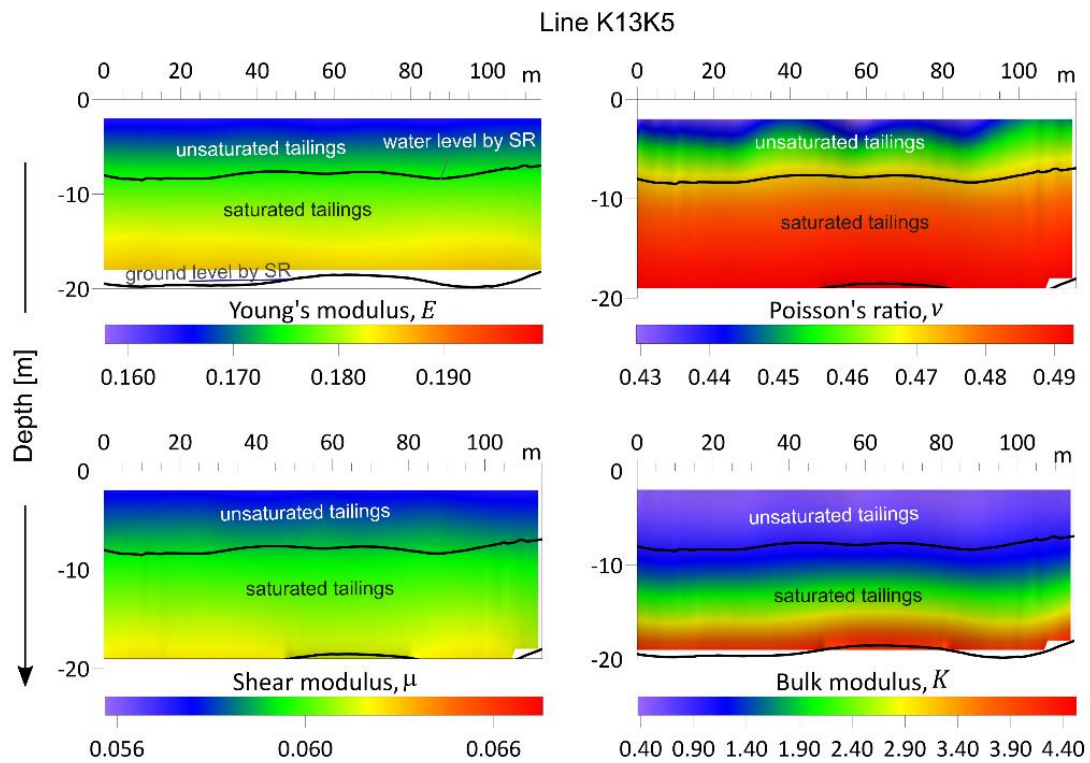 Line K13K5
0 20 40 60 80 100 m
0 20 40 60 80 100 m
0
-10
-20
unsaturated tailings
water level by SR
saturated tailings
ground level by SR
0
-10
-20
unsaturated tailings
saturated tailings
Young's modulus, E
0.160 0.170 0.180 0.190
Poisson's ratio, ν
0.43 0.44 0.45 0.46 0.47 0.48 0.49
Depth [m]
0 20 40 60 80 100 m
0 20 40 60 80 100 m
0
-10
-20
unsaturated tailings
saturated tailings
0
-10
-20
unsaturated tailings
saturated tailings
Shear modulus, μ
0.056 0.060 0.066
Bulk modulus, K
0.40 0.90 1.40 1.90 2.40 2.90 3.40 3.90 4.40